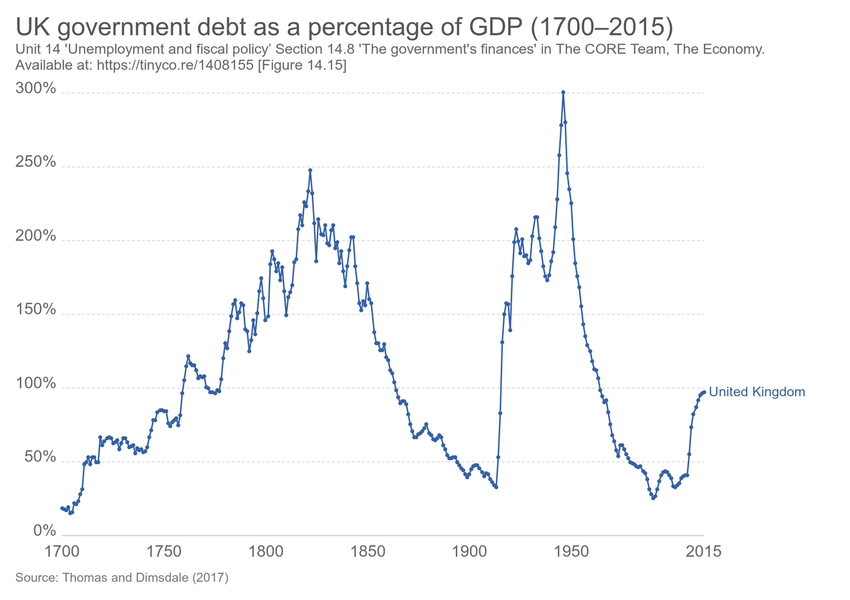 UK government debt as a percentage of GDP (1700–2015)
Unit 14 'Unemployment and fiscal policy’ Section 14.8 'The government's finances' in The CORE Team, The Economy.
Available at: https://tinyco.re/1408155 [Figure 14.15]
300%
250%
200%
150%
100%
United Kingdom
50%
0%
1700 1750 1800 1850 1900 1950 2015
Source: Thomas and Dimsdale (2017)